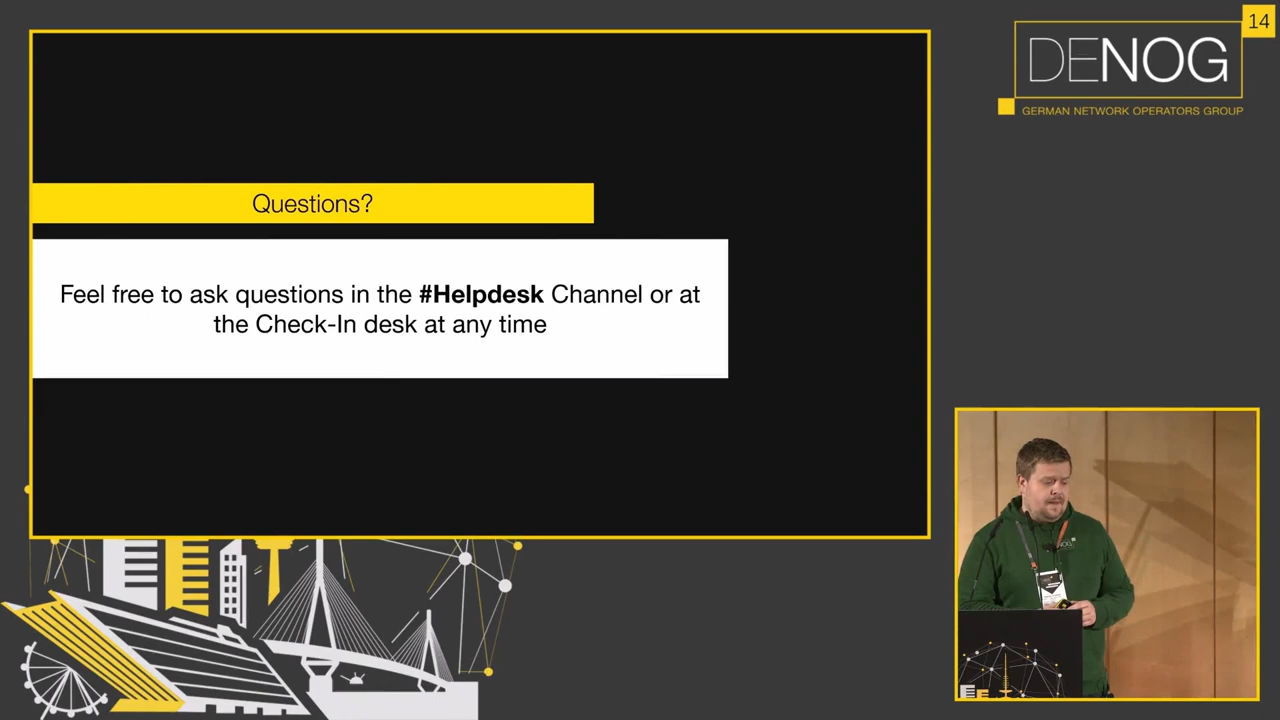 14
DENOG
GERMAN NETWORK OPERATORS GROUP
Questions?
Feel free to ask questions in the #Helpdesk Channel or at
the Check-In desk at any time